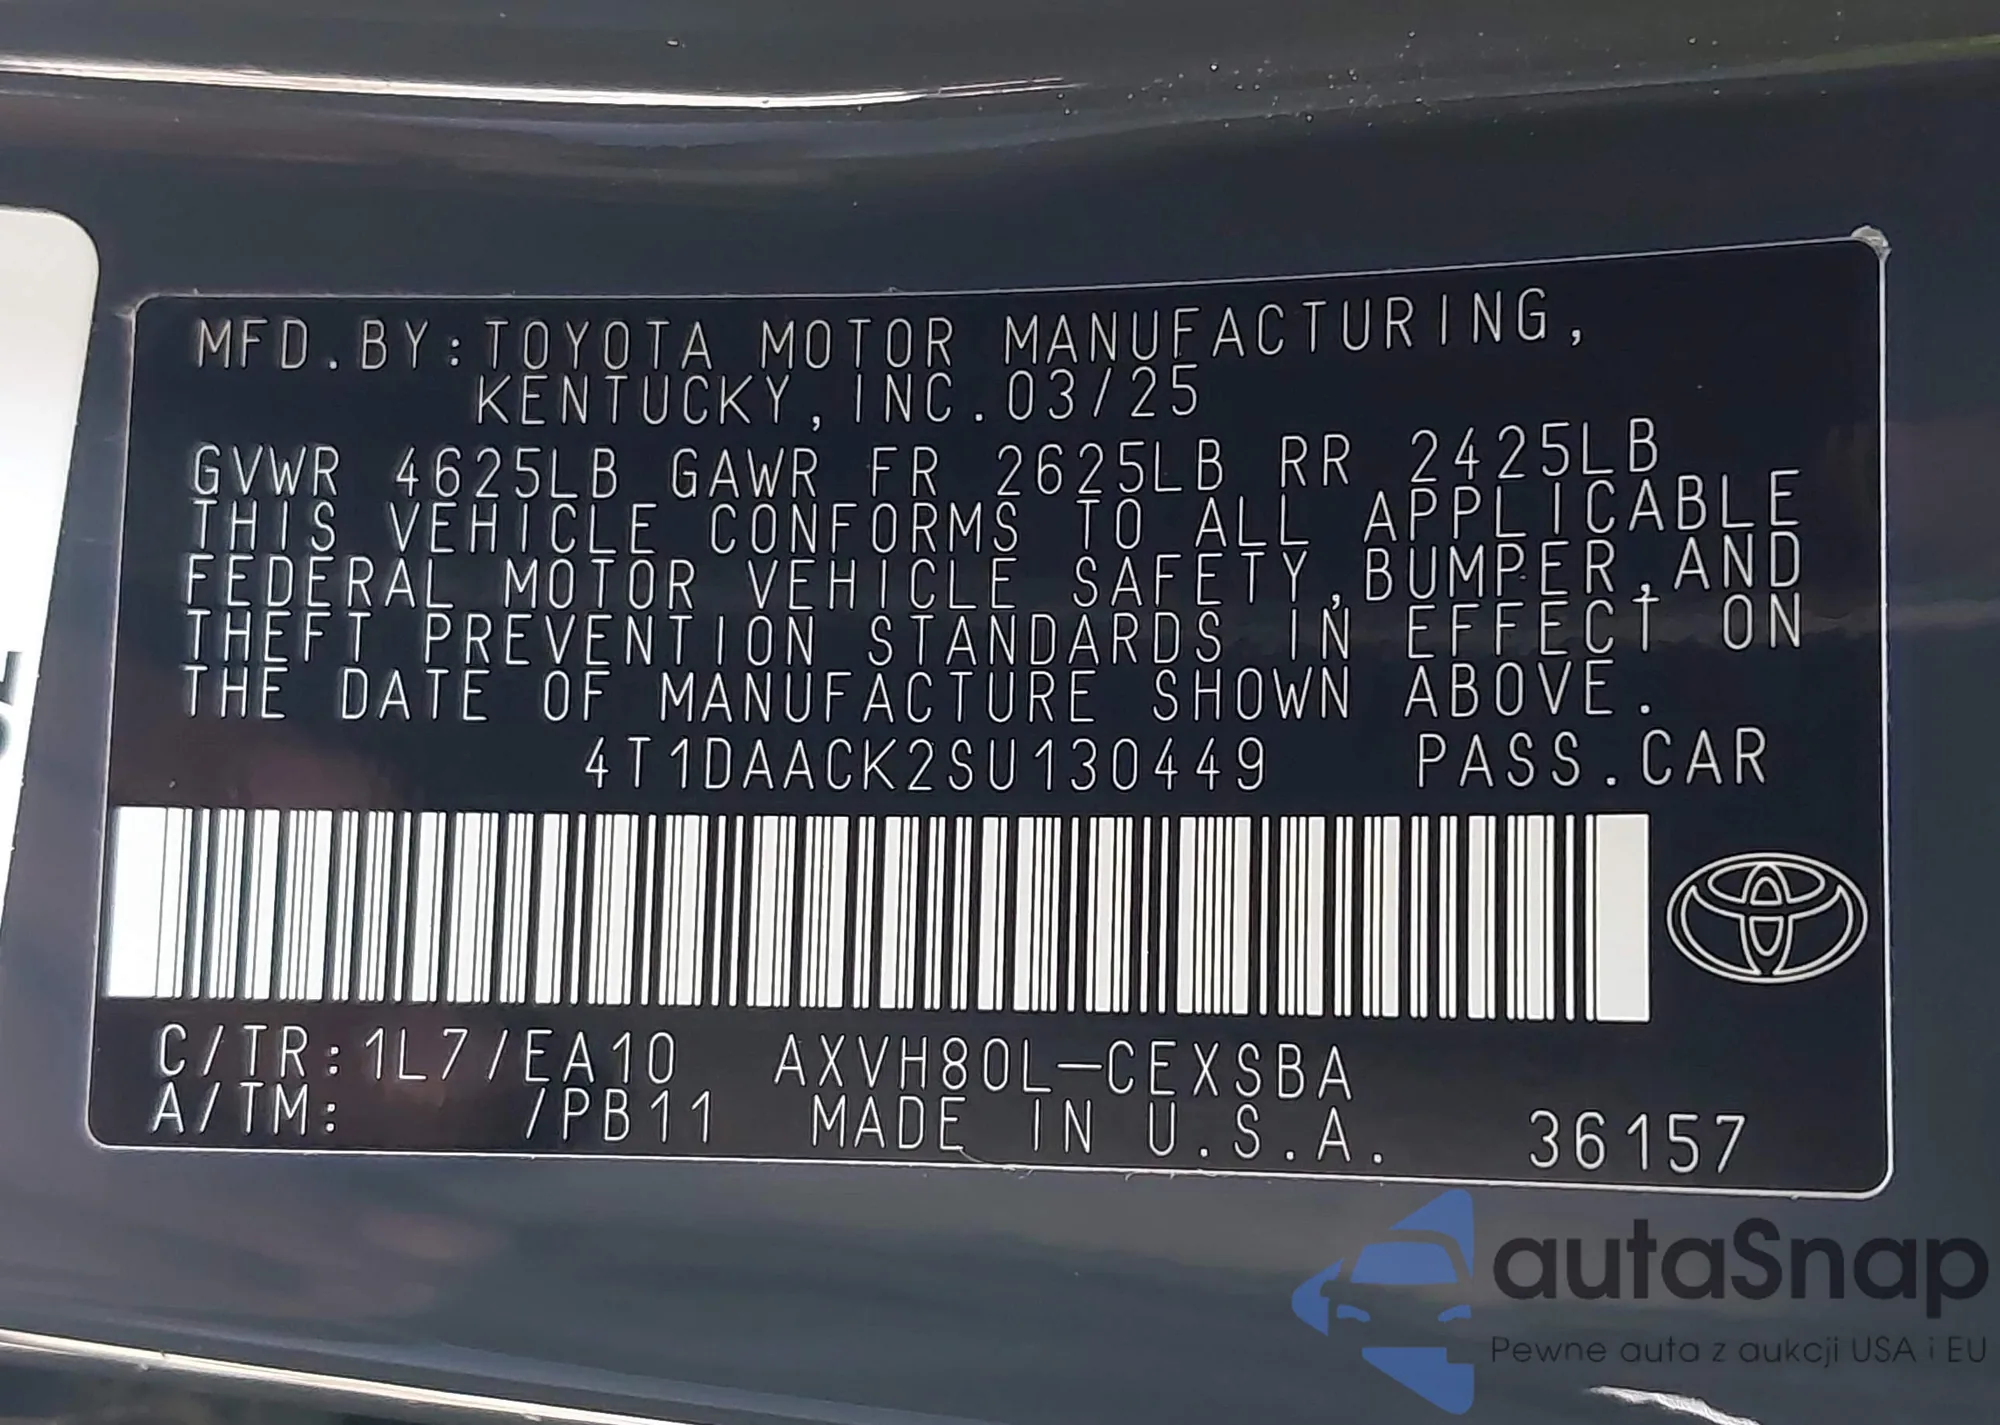 MFD.BY:TOYOTA MOTOR MANUFACTURING,
KENTUCKY,INC.03/25
GVWR 4625LB GAWR FR 2625LB RR 2425LB
THIS VEHICLE CONFORMS TO ALL APPLICABLE
FEDERAL MOTOR VEHICLE SAFETY,BUMPER,AND
THEFT PREVENTION STANDARDS IN EFFECT ON
THE DATE OF MANUFACTURE SHOWN ABOVE.
4T1DAACK2SU130449 PASS.CAR
C/TR:1L7/EA10 AXVH80L-CEXSBA
A/TM: /PB11 MADE IN U.S.A. 36157
autaSnap
Pewne auta z aukcji USA i EU